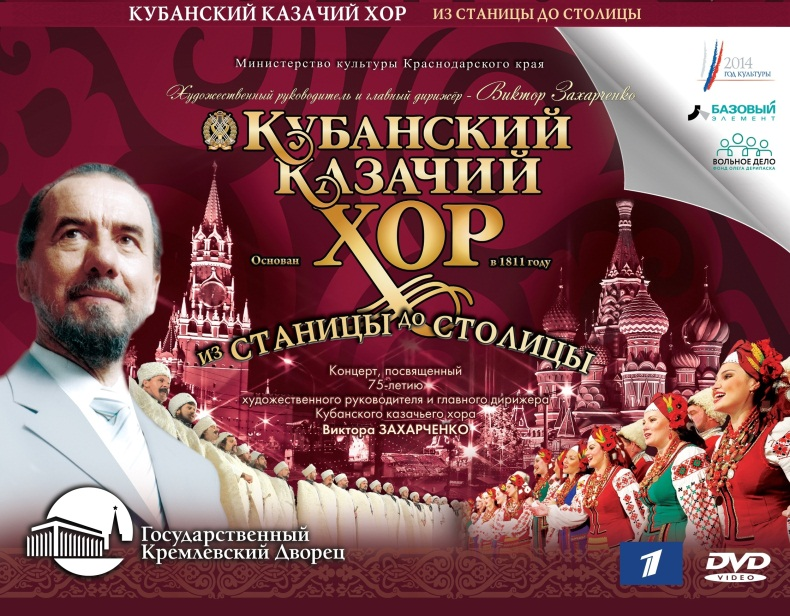 КУБАНСКИЙ КАЗАЧИЙ ХОР ИЗ СТАНИЦЫ ДО СТОЛИЦЫ
Министерство культуры Краснодарского края
Художественный руководитель и главный дирижёр - Виктор Захарченко
2014
ГОД КУЛЬТУРЫ
БАЗОВЫЙ
ЭЛЕМЕНТ
ВОЛЬНОЕ ДЕЛО
ФОНД ОЛЕГА ДЕРИПАСКА
КУБАНСКИЙ
КАЗАЧИЙ
ХОР
Основан в 1811 году
ИЗ СТАНИЦЫ ДО СТОЛИЦЫ
Концерт, посвященный
75-летию
художественного руководителя и главного дирижера
Кубанского казачьего хора
Виктора ЗАХАРЧЕНКО
Государственный
Кремлёвский Дворец
1
DVD
VIDEO